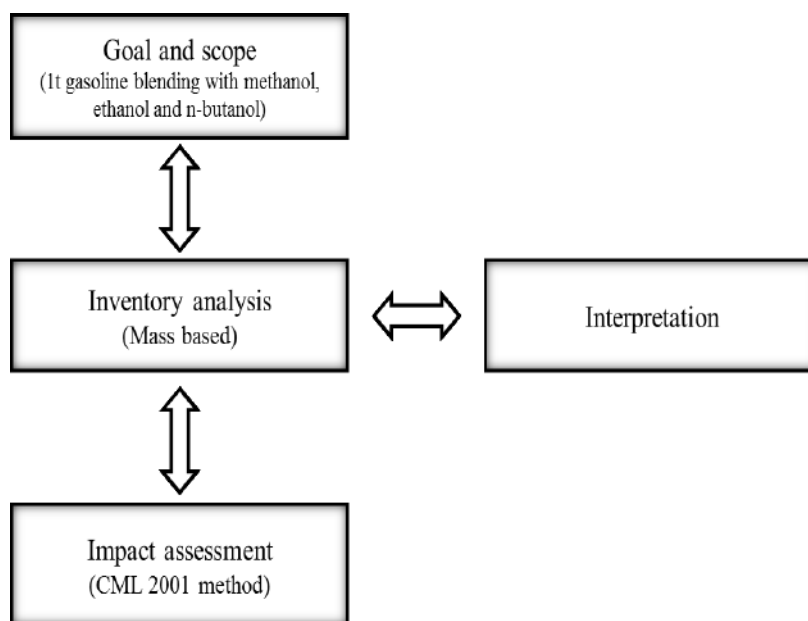 Goal and scope
(1t gasoline blending with methanol,
ethanol and n-butanol)
Inventory analysis
(Mass based)
Interpretation
Impact assessment
(CML 2001 method)